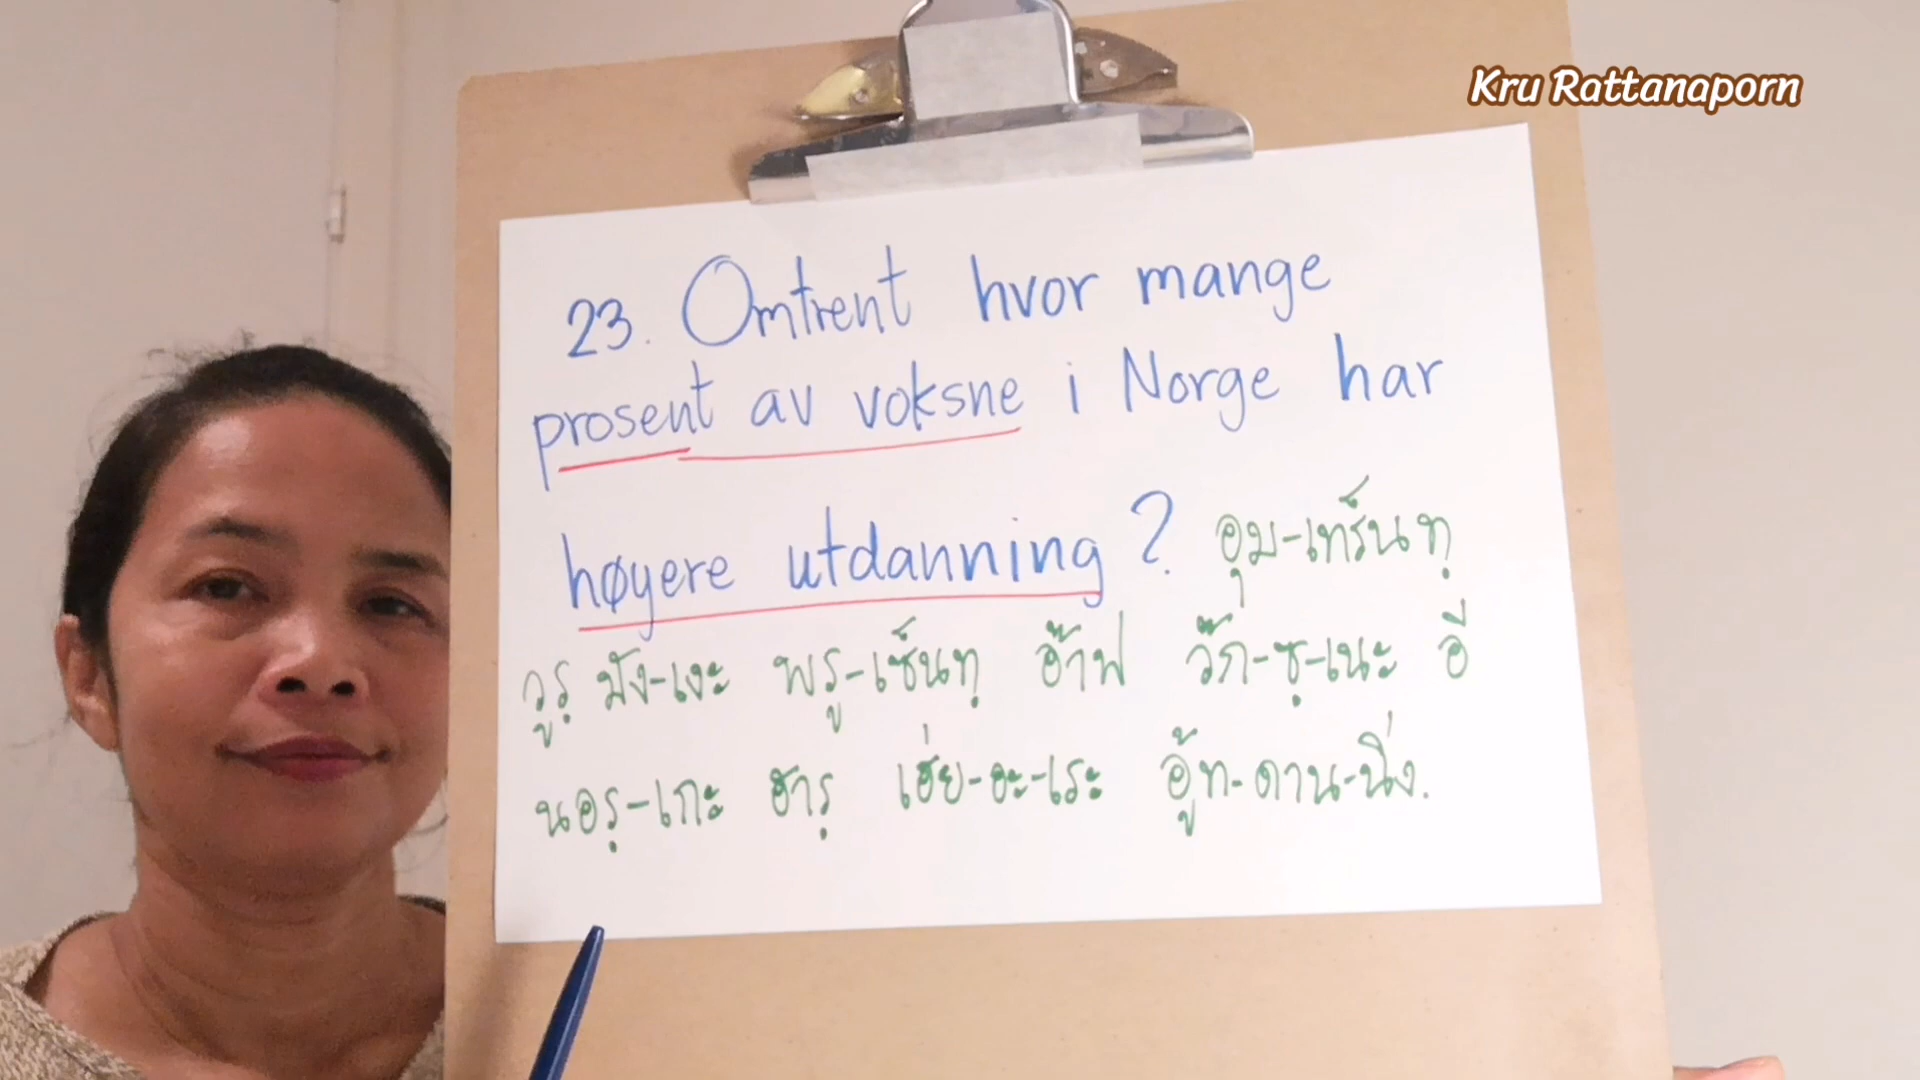 Kru Rattanaporn
23. Omtrent hvor mange
prosent av voksne i Norge har
høyere utdanning? อุม-เทร็นทฺ
วูรฺ มัง-เงะ พรู-เซ็นทฺ อ๊าฟ ว๊ก-ซฺ-เนะ อี
นอรฺ-เกะ ฮารฺ เฮ่ย-อะ-เระ อู้ท-ดาน-นิ่ง.